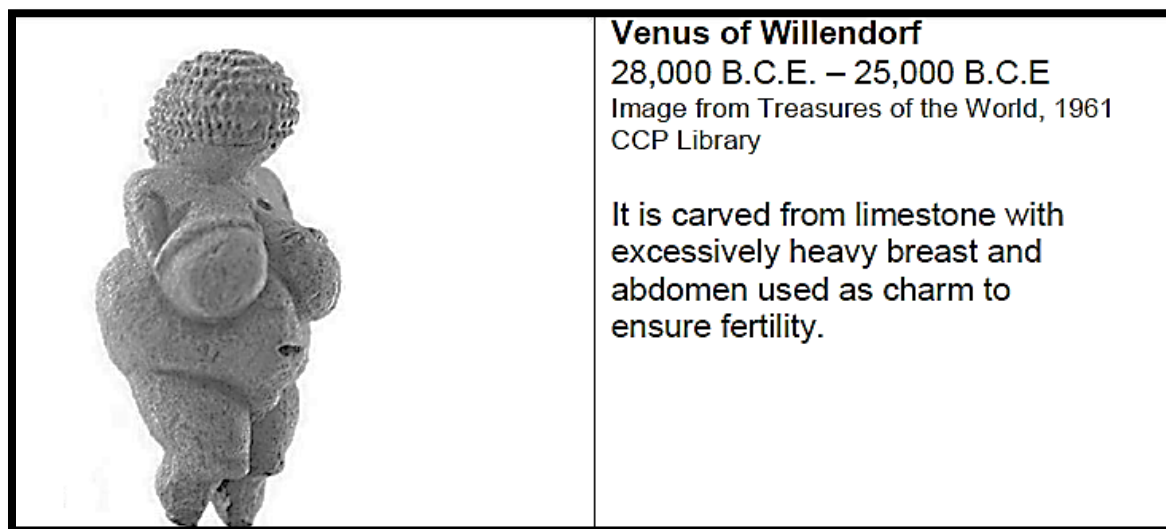 Venus of Willendorf
28,000 B.C.E. – 25,000 B.C.E
Image from Treasures of the World, 1961
CCP Library
It is carved from limestone with
excessively heavy breast and
abdomen used as charm to
ensure fertility.